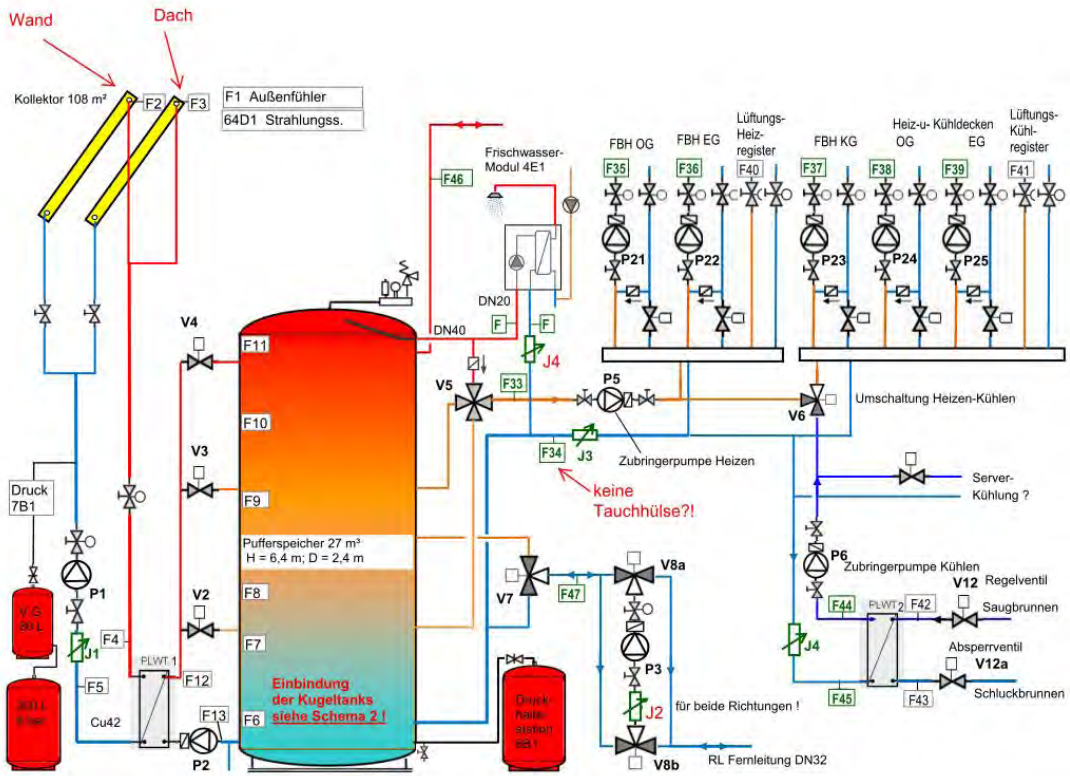 Wand
Dach
Kollektor 108 m²
F2
F3
F1 Außenfühler
64D1 Strahlungss.
F46
Frischwasser-
Modul 4E1
FBH OG
FBH EG
Lüftungs-
Heiz-
register
FBH KG
Heiz-u- Kühldecken
OG
EG
Lüftungs-
Kühl-
register
F35
F36
F40
F37
F38
F39
F41
P21
P22
P23
P24
P25
DN20
DN40
F
F
J4
V4
F11
V5
F33
P5
V6
Umschaltung Heizen-Kühlen
F10
F34
J3
Zubringerpumpe Heizen
V3
F9
keine
Tauchhülse?!
Server-
Kühlung ?
Druck
7B1
Pufferspeicher 27 m³
H = 6,4 m; D = 2,4 m
P1
P6
Zubringerpumpe Kühlen
V8a
V7
F47
V2
F8
F7
V12
Regelventil
F44
PLWT 2
F42
Saugbrunnen
J1
F4
PLWT 1
F12
P3
J4
Absperrventil
V12a
F5
Einbindung
der Kugeltanks
siehe Schema 2 !
J2
für beide Richtungen !
F45
F43
Schluckbrunnen
Cu42
F13
F6
P2
V8b
RL Fernleitung DN32